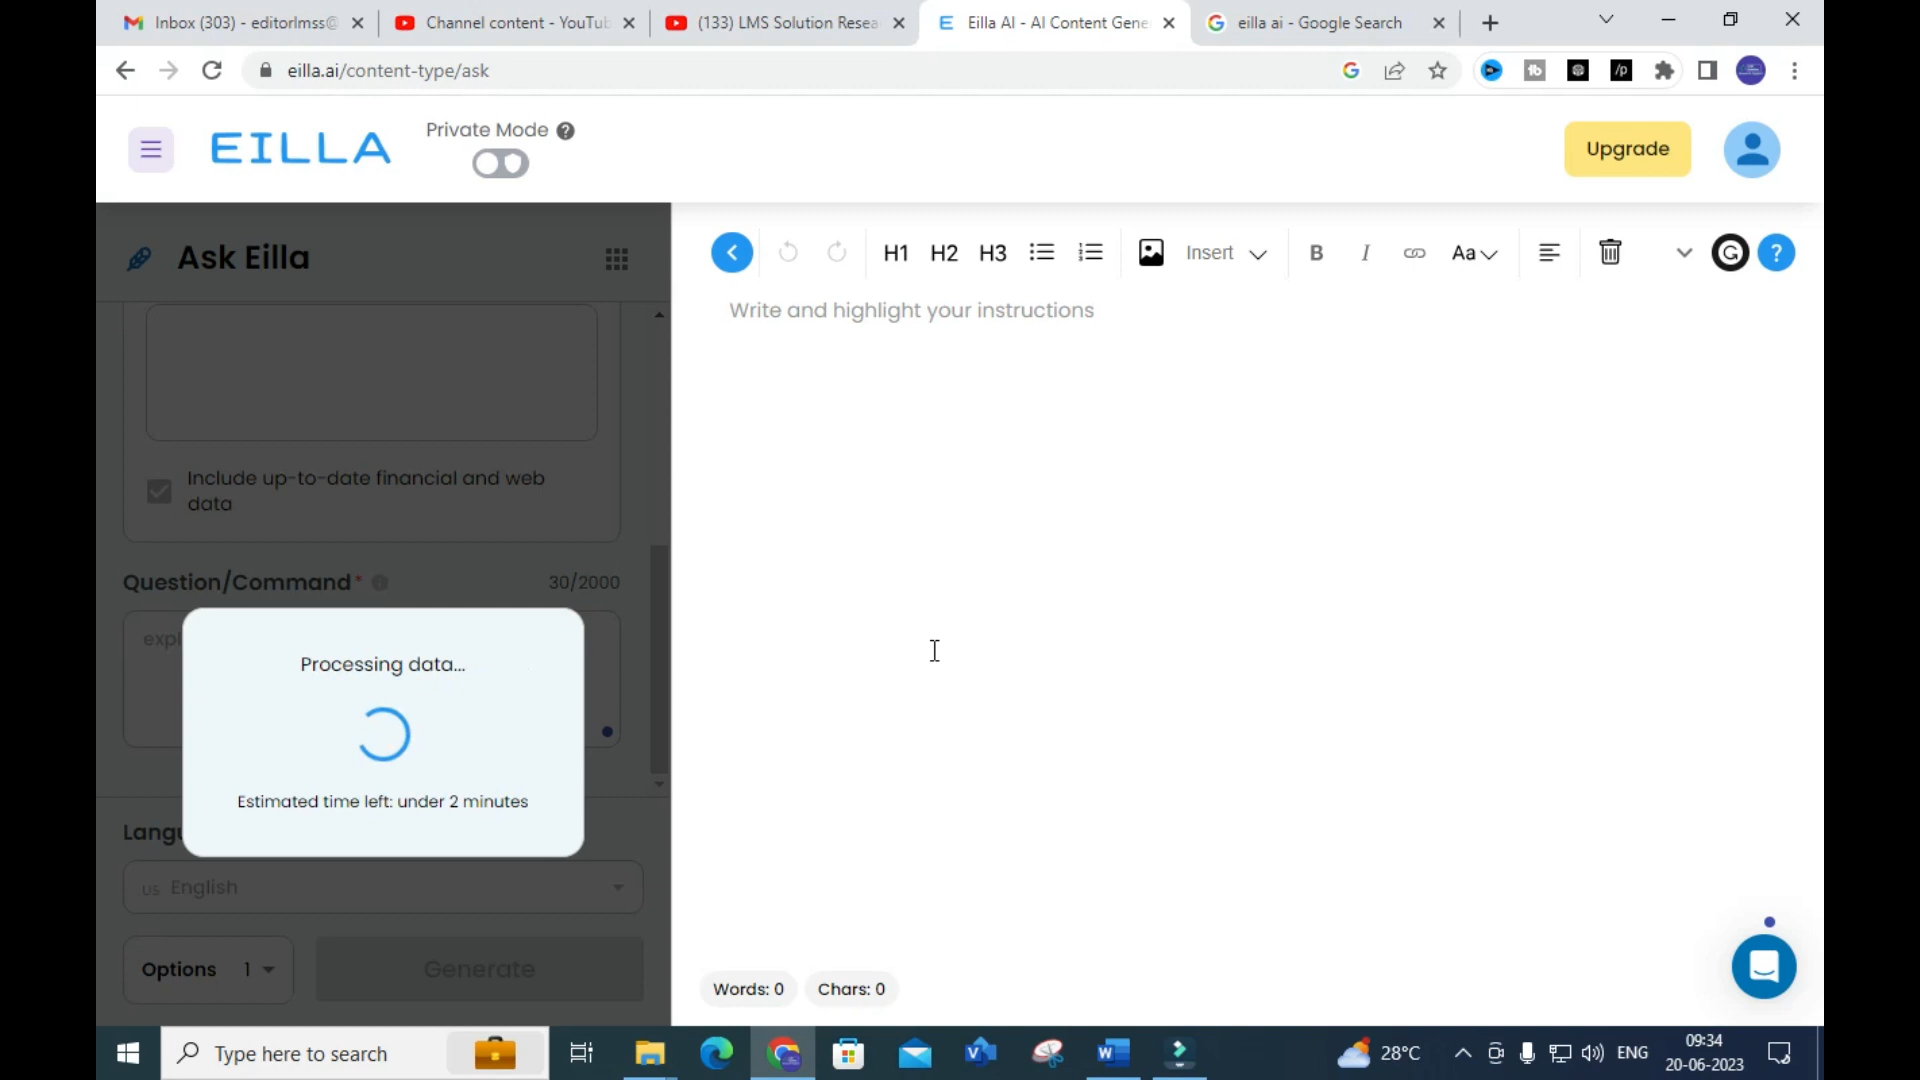 Inbox (303) - editorlmss@
Channel content - YouTub
(133) LMS Solution Resea
Eilla AI - AI Content Gene
eilla ai - Google Search
eilla.ai/content-type/ask
EILLA
Private Mode
Upgrade
Ask Eilla
H1 H2 H3 Insert B I Aa
Write and highlight your instructions
Include up-to-date financial and web
data
Question/Command* 30/2000
expl
Processing data...
Estimated time left: under 2 minutes
Langu
US English
Options 1
Generate
Words: 0
Chars: 0
Type here to search
28°C
ENG
09:34
20-06-2023